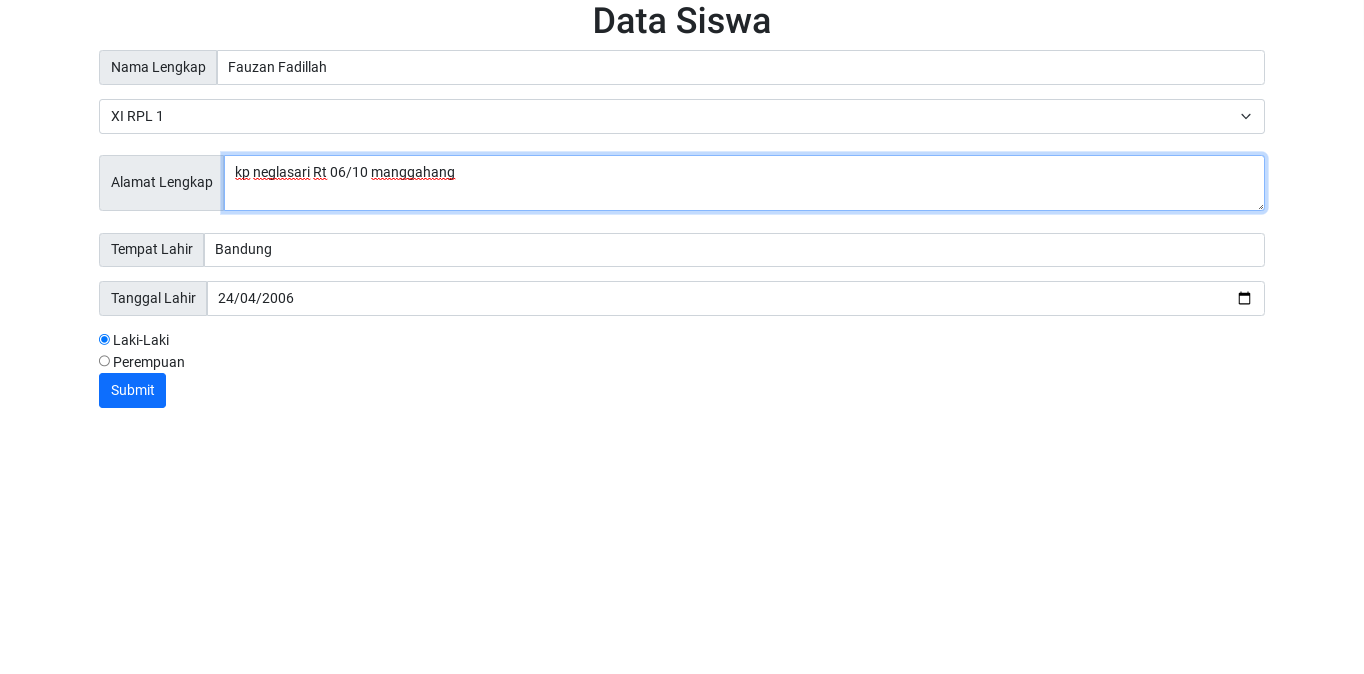 Data Siswa
Nama Lengkap Fauzan Fadillah
XI RPL 1
Alamat Lengkap kp neglasari Rt 06/10 manggahang
Tempat Lahir Bandung
Tanggal Lahir 24/04/2006
Laki-Laki
Perempuan
Submit